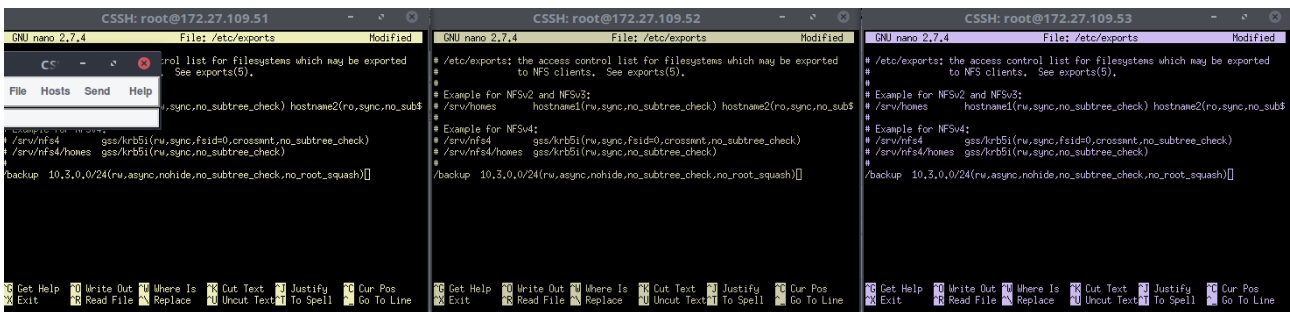 CSSH: root@172.27.109.51
GNU nano 2.7.4 File: /etc/exports Modified
CS
File Hosts Send Help
trol list for filesystems which may be exported
. See exports(5).
,sync,no_subtree_check) hostname2(ro,sync,no_sub$
# Example for NFSv4:
# /srv/nfs4 gss/krb5i(rw,sync,fsid=0,crossmnt,no_subtree_check)
# /srv/nfs4/homes gss/krb5i(rw,sync,no_subtree_check)
#
/backup 10.3.0.0/24(rw,async,nohide,no_subtree_check,no_root_squash)
^G Get Help ^O Write Out ^W Where Is ^K Cut Text ^J Justify ^C Cur Pos
^X Exit ^R Read File ^\ Replace ^U Uncut Text ^T To Spell ^_ Go To Line
CSSH: root@172.27.109.52
GNU nano 2.7.4 File: /etc/exports Modified
# /etc/exports: the access control list for filesystems which may be exported
# to NFS clients. See exports(5).
#
# Example for NFSv2 and NFSv3:
# /srv/homes hostname1(rw,sync,no_subtree_check) hostname2(ro,sync,no_sub$
#
# Example for NFSv4:
# /srv/nfs4 gss/krb5i(rw,sync,fsid=0,crossmnt,no_subtree_check)
# /srv/nfs4/homes gss/krb5i(rw,sync,no_subtree_check)
#
/backup 10.3.0.0/24(rw,async,nohide,no_subtree_check,no_root_squash)
^G Get Help ^O Write Out ^W Where Is ^K Cut Text ^J Justify ^C Cur Pos
^X Exit ^R Read File ^\ Replace ^U Uncut Text ^T To Spell ^_ Go To Line
CSSH: root@172.27.109.53
GNU nano 2.7.4 File: /etc/exports Modified
# /etc/exports: the access control list for filesystems which may be exported
# to NFS clients. See exports(5).
#
# Example for NFSv2 and NFSv3:
# /srv/homes hostname1(rw,sync,no_subtree_check) hostname2(ro,sync,no_sub$
#
# Example for NFSv4:
# /srv/nfs4 gss/krb5i(rw,sync,fsid=0,crossmnt,no_subtree_check)
# /srv/nfs4/homes gss/krb5i(rw,sync,no_subtree_check)
#
/backup 10.3.0.0/24(rw,async,nohide,no_subtree_check,no_root_squash)
^G Get Help ^O Write Out ^W Where Is ^K Cut Text ^J Justify ^C Cur Pos
^X Exit ^R Read File ^\ Replace ^U Uncut Text ^T To Spell ^_ Go To Line